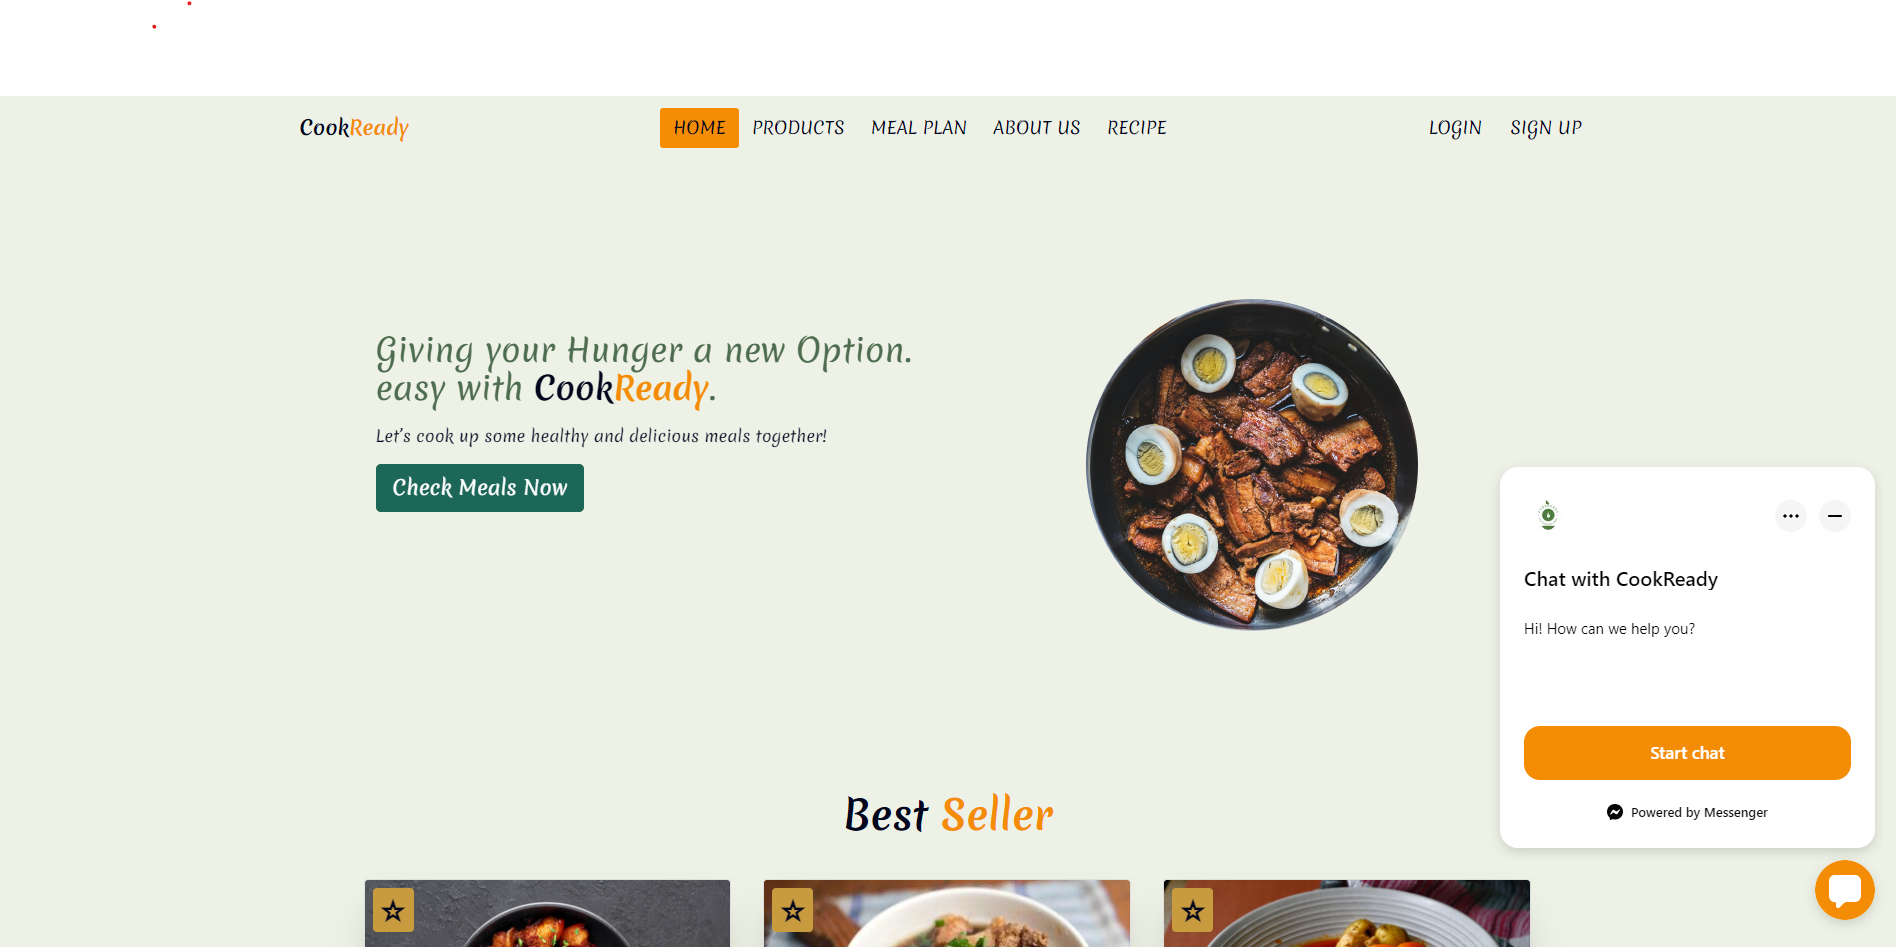 CookReady
HOME PRODUCTS MEAL PLAN ABOUT US RECIPE
LOGIN SIGN UP
Giving your Hunger a new Option.
easy with CookReady.
Let's cook up some healthy and delicious meals together!
Check Meals Now
Chat with CookReady
Hi! How can we help you?
Start chat
Powered by Messenger
Best Seller